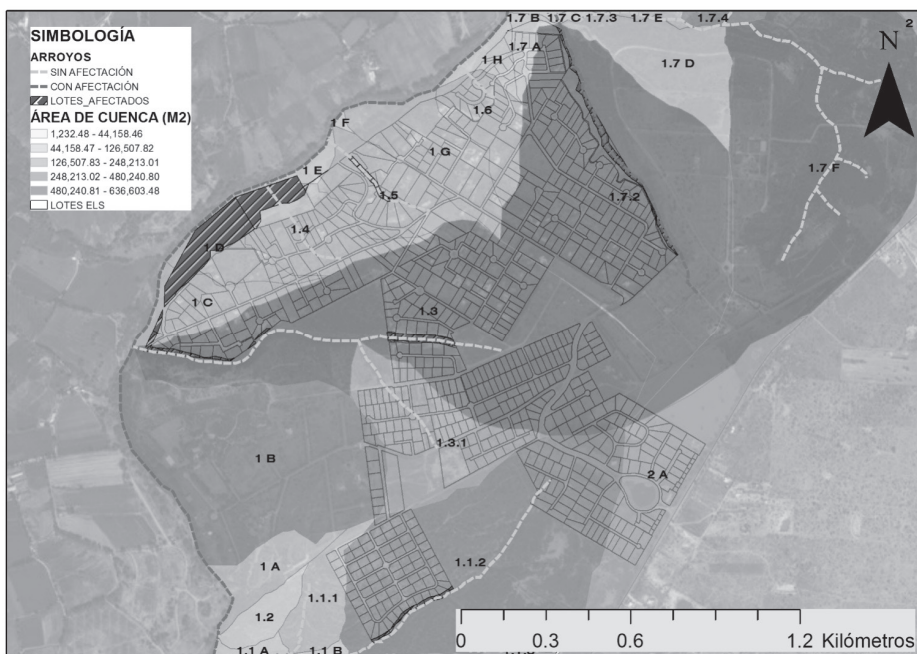 SIMBOLOGÍA
ARROYOS
SIN AFECTACIÓN
CON AFECTACIÓN
LOTES_AFECTADOS
ÁREA DE CUENCA (M2)
1,232.48 - 44,158.46
44,158.47 - 126,507.82
126,507.83 - 248,213.01
248,213.02 - 480,240.80
480,240.81 - 636,603.48
LOTES ELS
1.7 B 1.7 C 1.7.3 1.7 E 1.7.4
2
N
1.7 A
1 H
1.7 D
1.6
1 F
1 G
1 E
1.7 F
1.5
1.7.2
1.4
1 D
1 C
1.3
1.3.1
1 B
2 A
1 A
1.1.2
1.1.1
1.2
1.1 A 1.1 B
0 0.3 0.6 1.2 Kilómetros